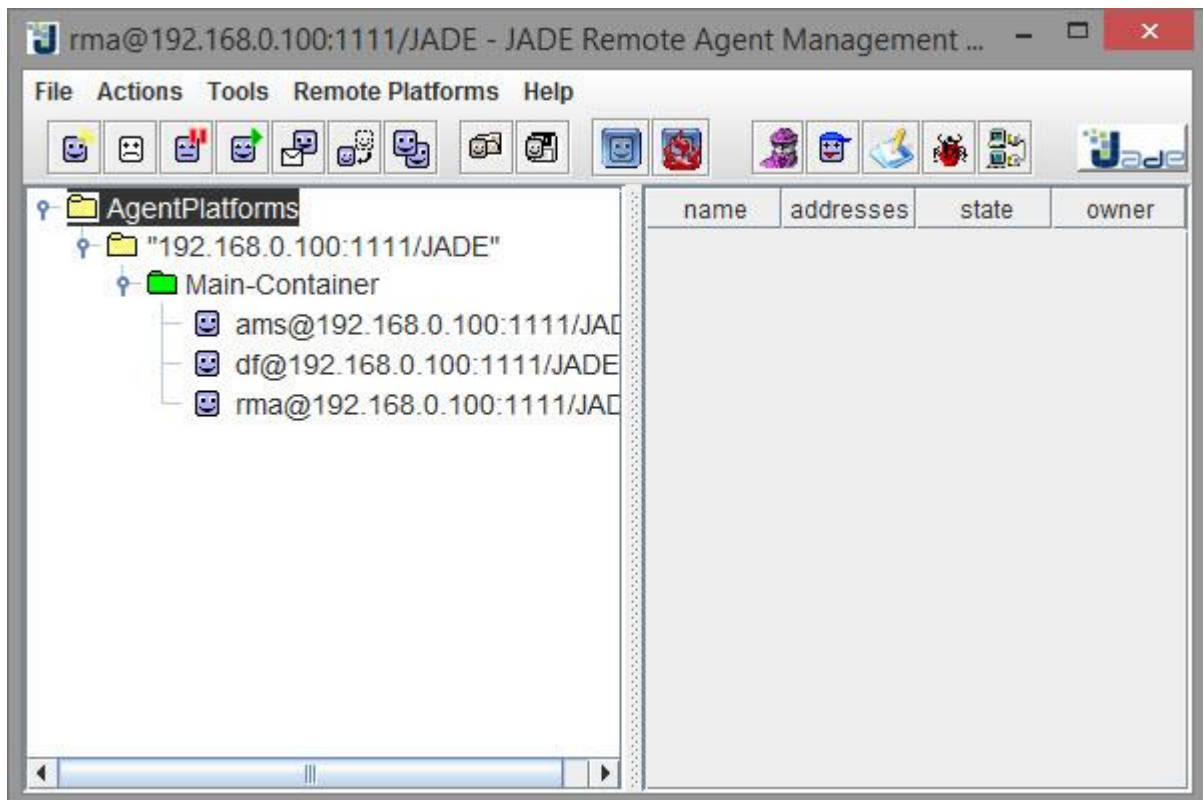 rma@192.168.0.100:1111/JADE - JADE Remote Agent Management ...
File Actions Tools Remote Platforms Help
Jade
AgentPlatforms
"192.168.0.100:1111/JADE"
Main-Container
ams@192.168.0.100:1111/JAD
df@192.168.0.100:1111/JADE
rma@192.168.0.100:1111/JAD
name addresses state owner